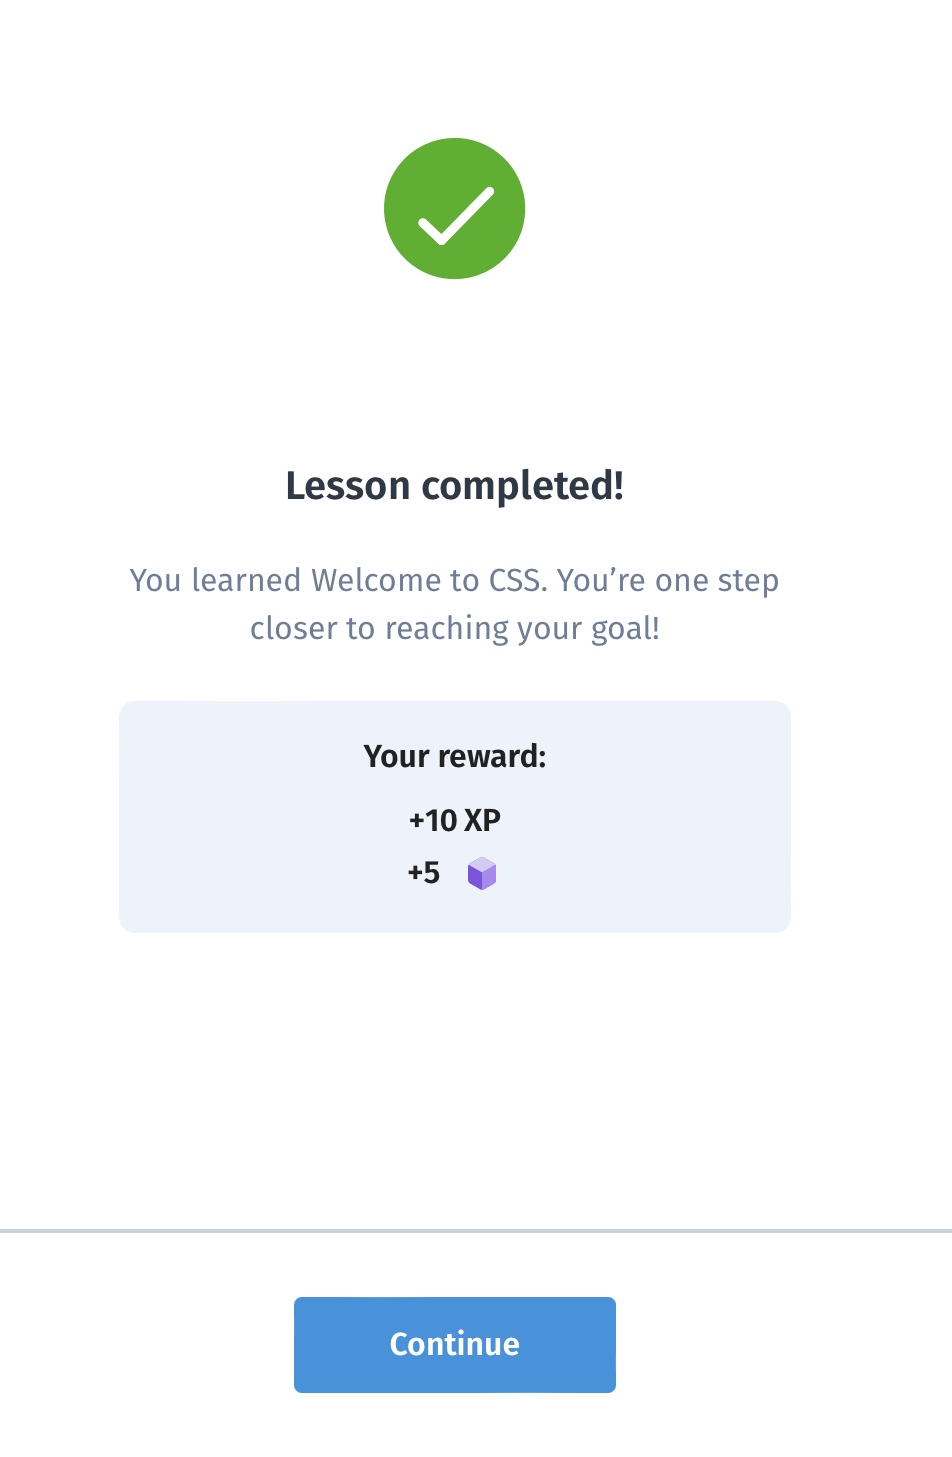 Lesson completed!
You learned Welcome to CSS. You’re one step
closer to reaching your goal!
Your reward:
+10 XP
+5
Continue